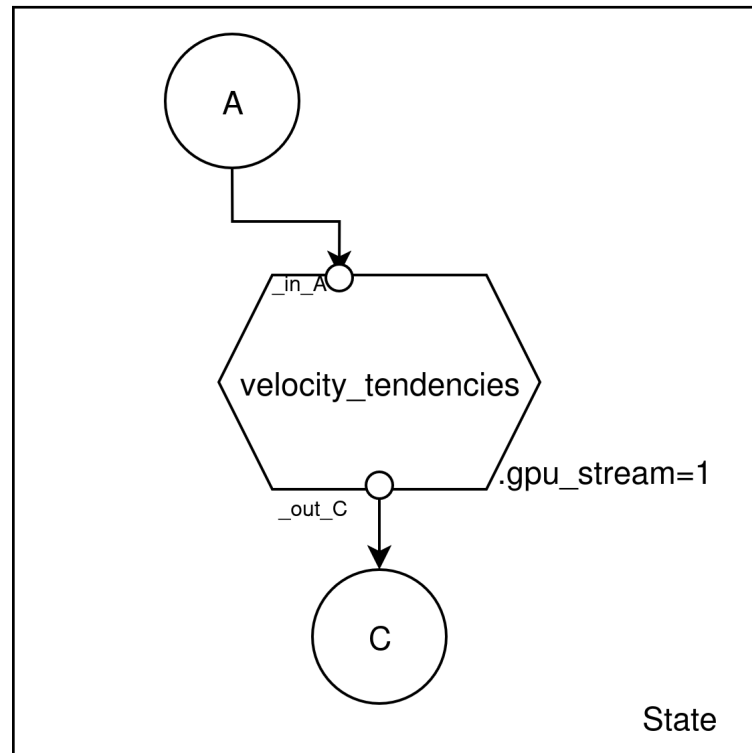 A
_in_A
velocity_tendencies
.gpu_stream=1
_out_C
C
State